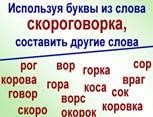 Используя буквы из слова
скороговорка,
составить другие слова
рог вор горка сор
корова гора коса враг
говор ворс сок
скоро окорок коровка